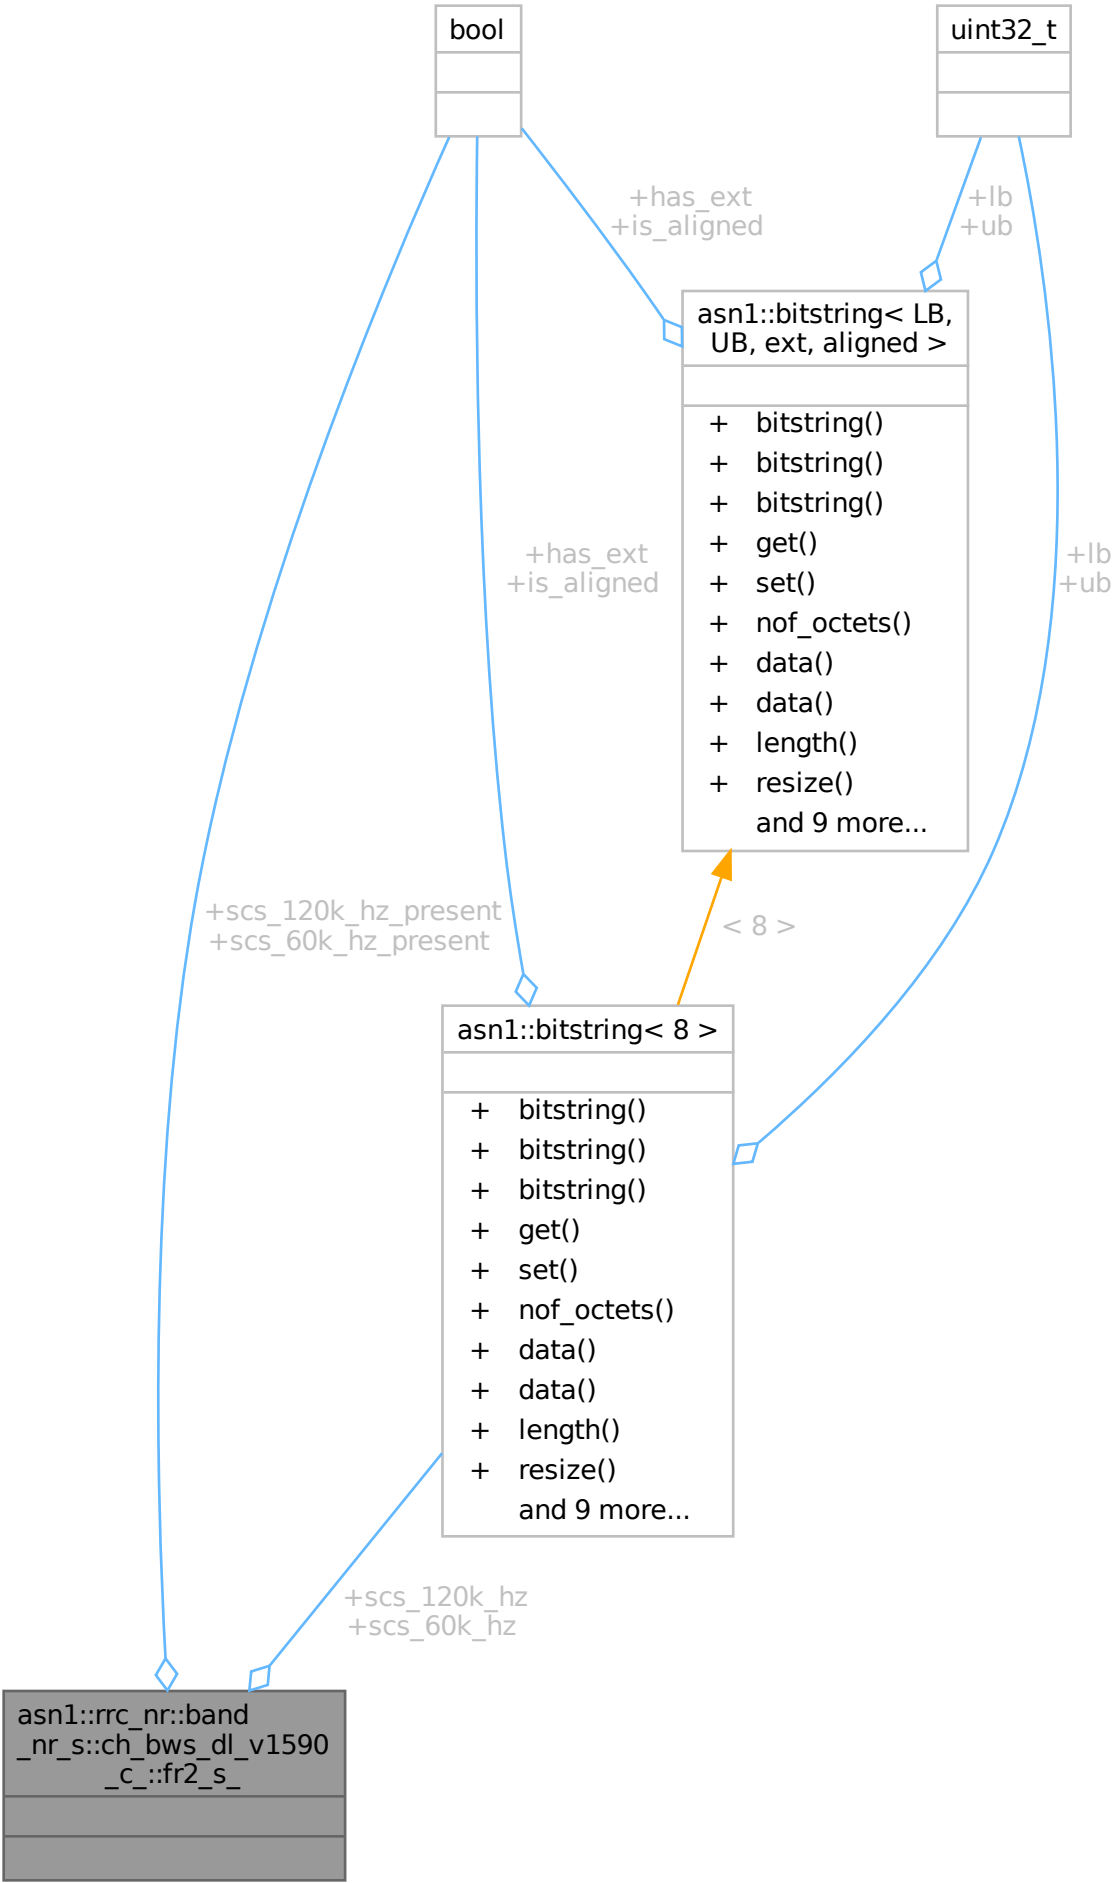 bool
uint32_t
+has_ext
+is_aligned
+lb
+ub
asn1::bitstring< LB,
UB, ext, aligned >
+ bitstring()
+ bitstring()
+ bitstring()
+ get()
+ set()
+ nof_octets()
+ data()
+ data()
+ length()
+ resize()
and 9 more...
+has_ext
+is_aligned
+lb
+ub
+scs_120k_hz_present
+scs_60k_hz_present
< 8 >
asn1::bitstring< 8 >
+ bitstring()
+ bitstring()
+ bitstring()
+ get()
+ set()
+ nof_octets()
+ data()
+ data()
+ length()
+ resize()
and 9 more...
+scs_120k_hz
+scs_60k_hz
asn1::rrc_nr::band
_nr_s::ch_bws_dl_v1590
_c_::fr2_s_